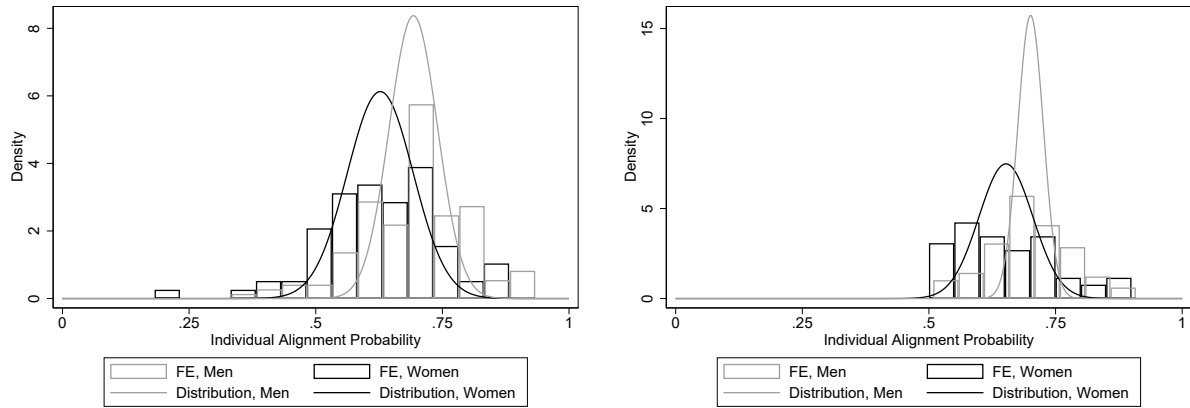 8
6
4
2
0
Density
0 .25 .5 .75 1
Individual Alignment Probability
FE, Men FE, Women
Distribution, Men Distribution, Women
15
10
5
0
Density
0 .25 .5 .75 1
Individual Alignment Probability
FE, Men FE, Women
Distribution, Men Distribution, Women